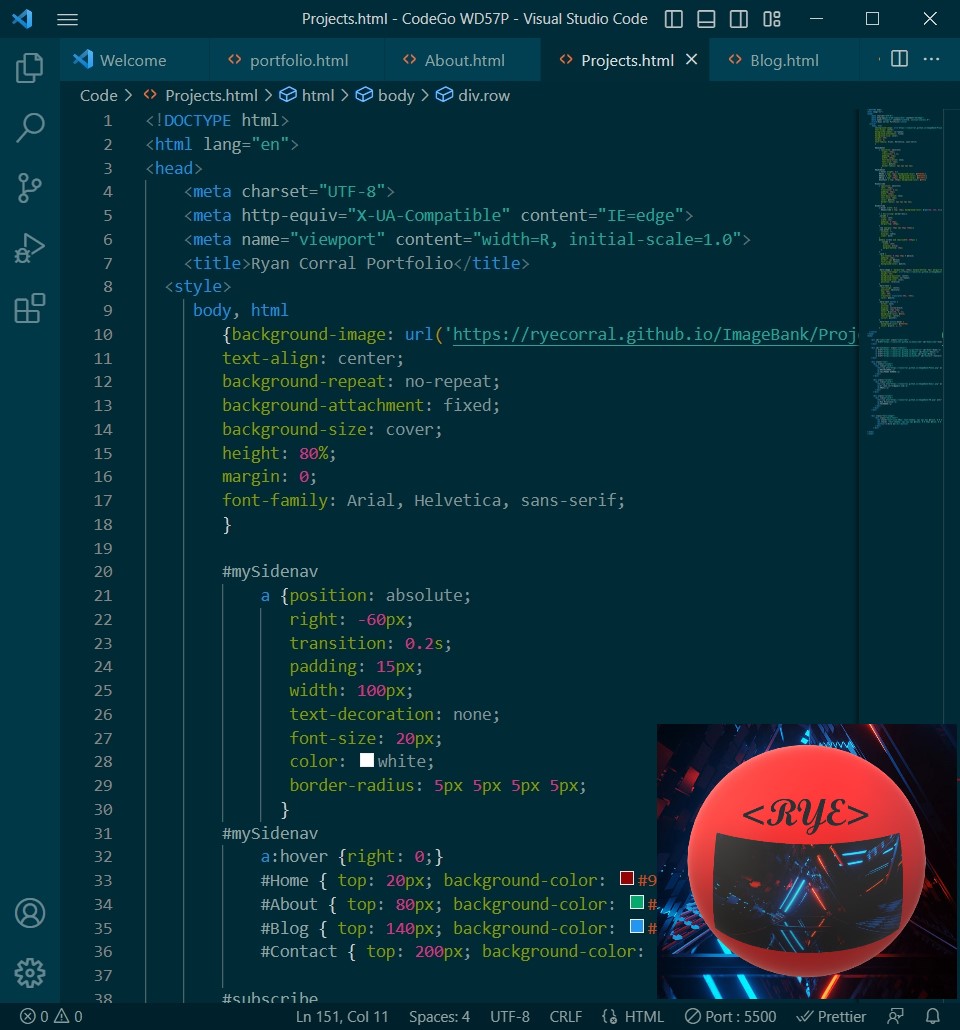 Projects.html - CodeGo WD57P - Visual Studio Code
Welcome portfolio.html About.html Projects.html Blog.html
Code > Projects.html > html > body > div.row
1 <!DOCTYPE html>
2 <html lang="en">
3 <head>
4 <meta charset="UTF-8">
5 <meta http-equiv="X-UA-Compatible" content="IE=edge">
6 <meta name="viewport" content="width=R, initial-scale=1.0">
7 <title>Ryan Corral Portfolio</title>
8 <style>
9 body, html
10 {background-image: url('https://ryecorral.github.io/ImageBank/Proj
11 text-align: center;
12 background-repeat: no-repeat;
13 background-attachment: fixed;
14 background-size: cover;
15 height: 80%;
16 margin: 0;
17 font-family: Arial, Helvetica, sans-serif;
18 }
19
20 #mySidenav
21 a {position: absolute;
22 right: -60px;
23 transition: 0.2s;
24 padding: 15px;
25 width: 100px;
26 text-decoration: none;
27 font-size: 20px;
28 color: white;
29 border-radius: 5px 5px 5px 5px;
30 }
31 #mySidenav
32 a:hover {right: 0;}
33 #Home { top: 20px; background-color: #9
34 #About { top: 80px; background-color: #
35 #Blog { top: 140px; background-color: #
36 #Contact { top: 200px; background-color:
37
38 #subscribe
<RYE>
0 0 Ln 151, Col 11 Spaces: 4 UTF-8 CRLF HTML Port : 5500 Prettier